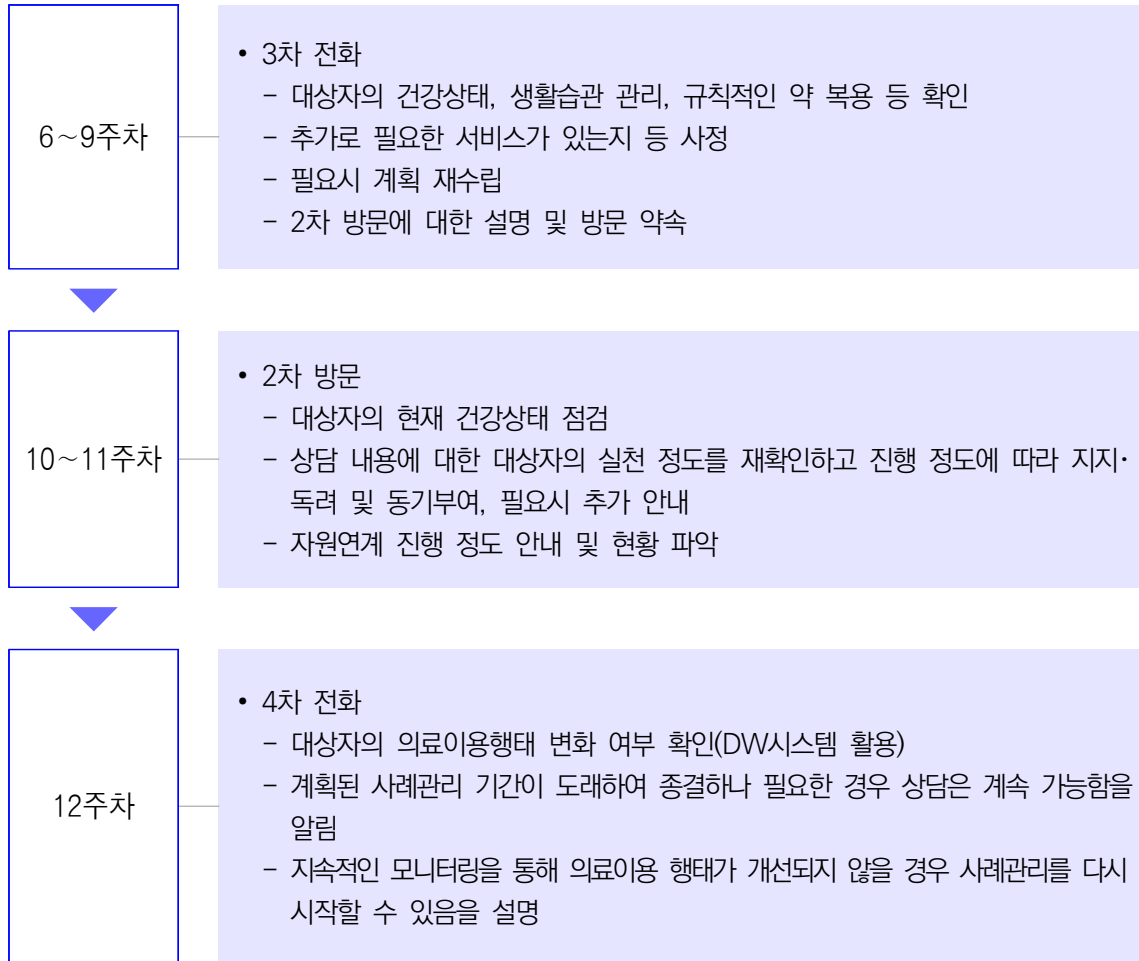 6～9주차
• 3차 전화
- 대상자의 건강상태, 생활습관 관리, 규칙적인 약 복용 등 확인
- 추가로 필요한 서비스가 있는지 등 사정
- 필요시 계획 재수립
- 2차 방문에 대한 설명 및 방문 약속
10～11주차
• 2차 방문
- 대상자의 현재 건강상태 점검
- 상담 내용에 대한 대상자의 실천 정도를 재확인하고 진행 정도에 따라 지지·
독려 및 동기부여, 필요시 추가 안내
- 자원연계 진행 정도 안내 및 현황 파악
12주차
• 4차 전화
- 대상자의 의료이용행태 변화 여부 확인(DW시스템 활용)
- 계획된 사례관리 기간이 도래하여 종결하나 필요한 경우 상담은 계속 가능함을
알림
- 지속적인 모니터링을 통해 의료이용 행태가 개선되지 않을 경우 사례관리를 다시
시작할 수 있음을 설명